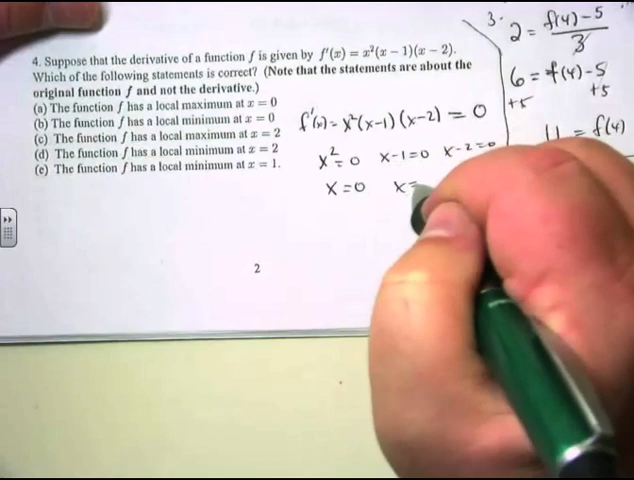 4. Suppose that the derivative of a function f is given by f'(x) = x²(x − 1)(x − 2).
Which of the following statements is correct? (Note that the statements are about the
original function f and not the derivative.)
(a) The function f has a local maximum at x = 0
(b) The function f has a local minimum at x = 0
(c) The function f has a local maximum at x = 2
(d) The function f has a local minimum at x = 2
(e) The function f has a local minimum at x = 1.
f'(x) = x²(x-1)(x-2) = 0
x² = 0 x-1=0 x-2=0
x=0 x=
2
3.
2 = f(4)-5 / 3
6 = f(4)-5
+5 +5
11 = f(4)